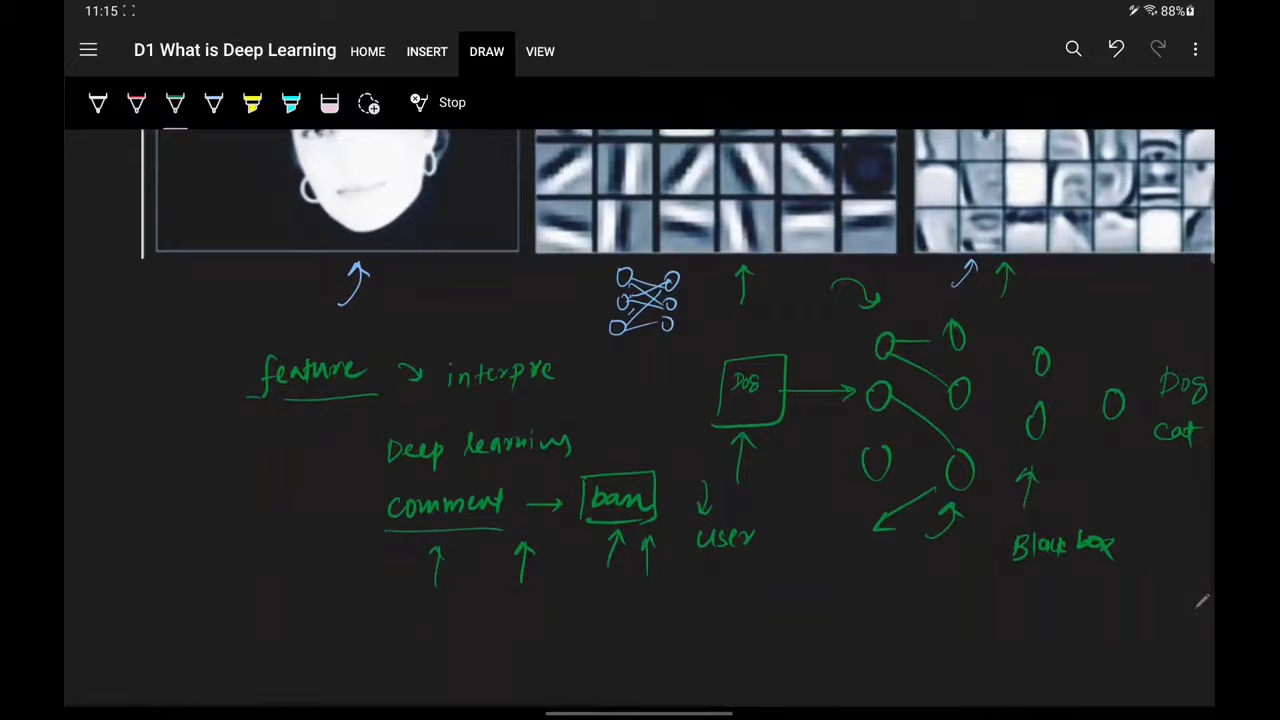 11:15
88%
D1 What is Deep Learning HOME INSERT DRAW VIEW
Stop
feature interpre
Dog
Dog
cat
Deep learning
comment → ban
user
Black box